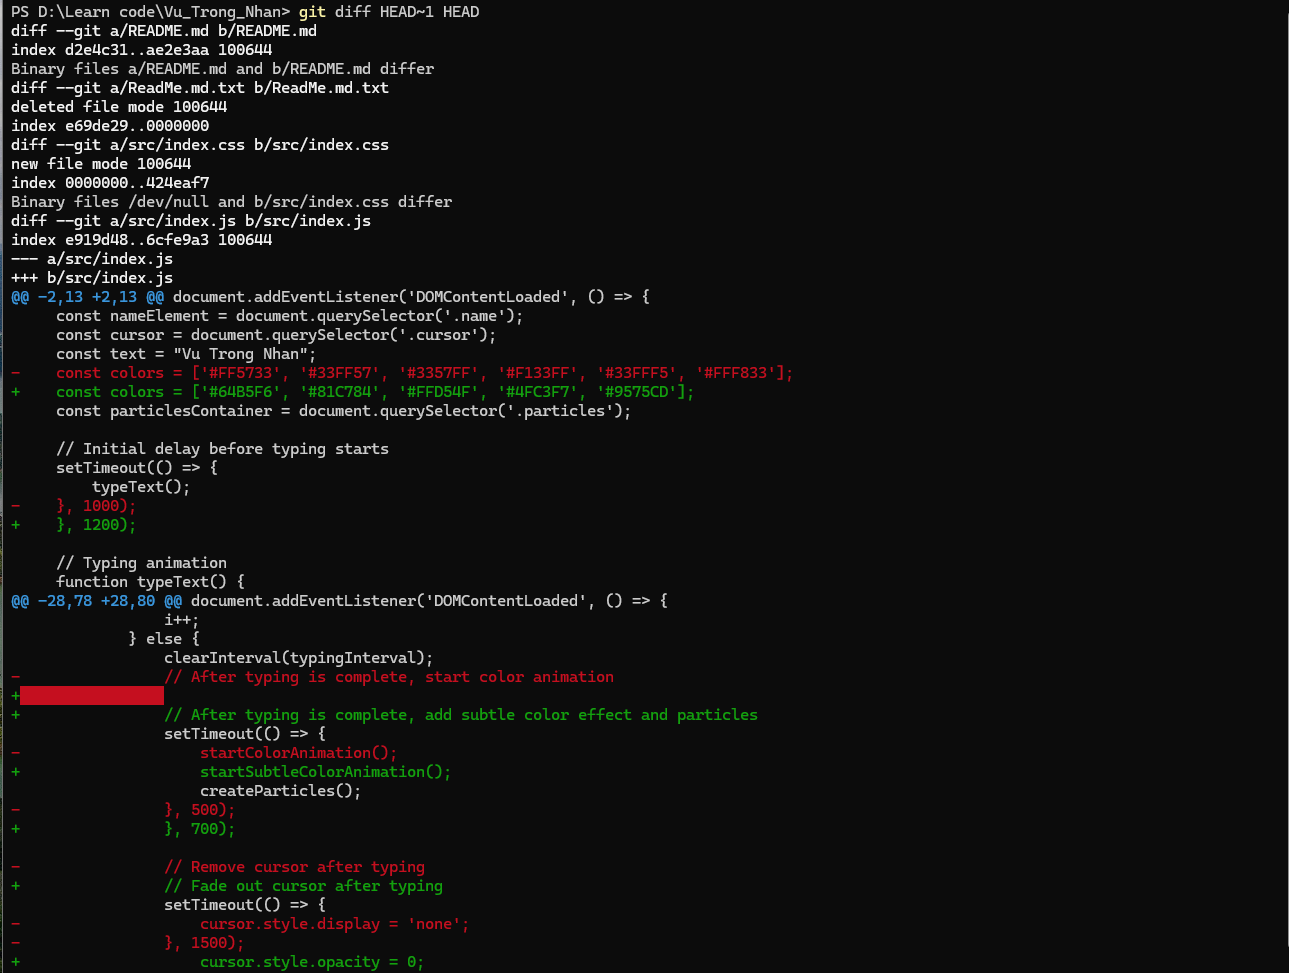 PS D:\Learn code\Vu_Trong_Nhan> git diff HEAD~1 HEAD
diff --git a/README.md b/README.md
index d2e4c31..ae2e3aa 100644
Binary files a/README.md and b/README.md differ
diff --git a/ReadMe.md.txt b/ReadMe.md.txt
deleted file mode 100644
index e69de29..0000000
diff --git a/src/index.css b/src/index.css
new file mode 100644
index 0000000..424eaf7
Binary files /dev/null and b/src/index.css differ
diff --git a/src/index.js b/src/index.js
index e919d48..6cfe9a3 100644
--- a/src/index.js
+++ b/src/index.js
@@ -2,13 +2,13 @@ document.addEventListener('DOMContentLoaded', () => {
     const nameElement = document.querySelector('.name');
     const cursor = document.querySelector('.cursor');
     const text = "Vu Trong Nhan";
-    const colors = ['#FF5733', '#33FF57', '#3357FF', '#F133FF', '#33FFF5', '#FFF833'];
+    const colors = ['#64B5F6', '#81C784', '#FFD54F', '#4FC3F7', '#9575CD'];
     const particlesContainer = document.querySelector('.particles');

     // Initial delay before typing starts
     setTimeout(() => {
         typeText();
-    }, 1000);
+    }, 1200);

     // Typing animation
     function typeText() {
@@ -28,78 +28,80 @@ document.addEventListener('DOMContentLoaded', () => {
                 i++;
             } else {
                 clearInterval(typingInterval);
-                // After typing is complete, start color animation
+
+                // After typing is complete, add subtle color effect and particles
                 setTimeout(() => {
-                    startColorAnimation();
+                    startSubtleColorAnimation();
                     createParticles();
-                }, 500);
+                }, 700);

-                // Remove cursor after typing
+                // Fade out cursor after typing
                 setTimeout(() => {
-                    cursor.style.display = 'none';
-                }, 1500);
+                    cursor.style.opacity = 0;